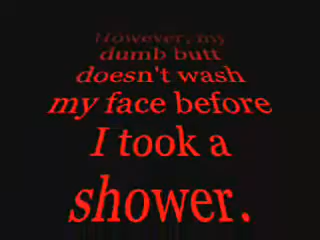 However, my
dumb butt
doesn't wash
my face before
I took a
shower.